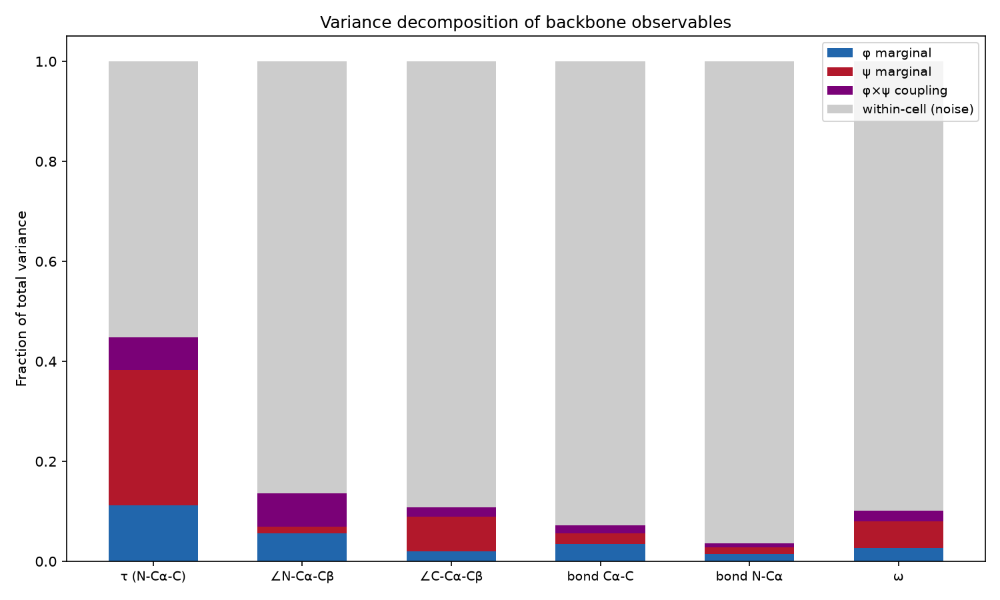 Variance decomposition of backbone observables
φ marginal
ψ marginal
φ×ψ coupling
within-cell (noise)
Fraction of total variance
1.0
0.8
0.6
0.4
0.2
0.0
τ (N-Cα-C)
∠N-Cα-Cβ
∠C-Cα-Cβ
bond Cα-C
bond N-Cα
ω